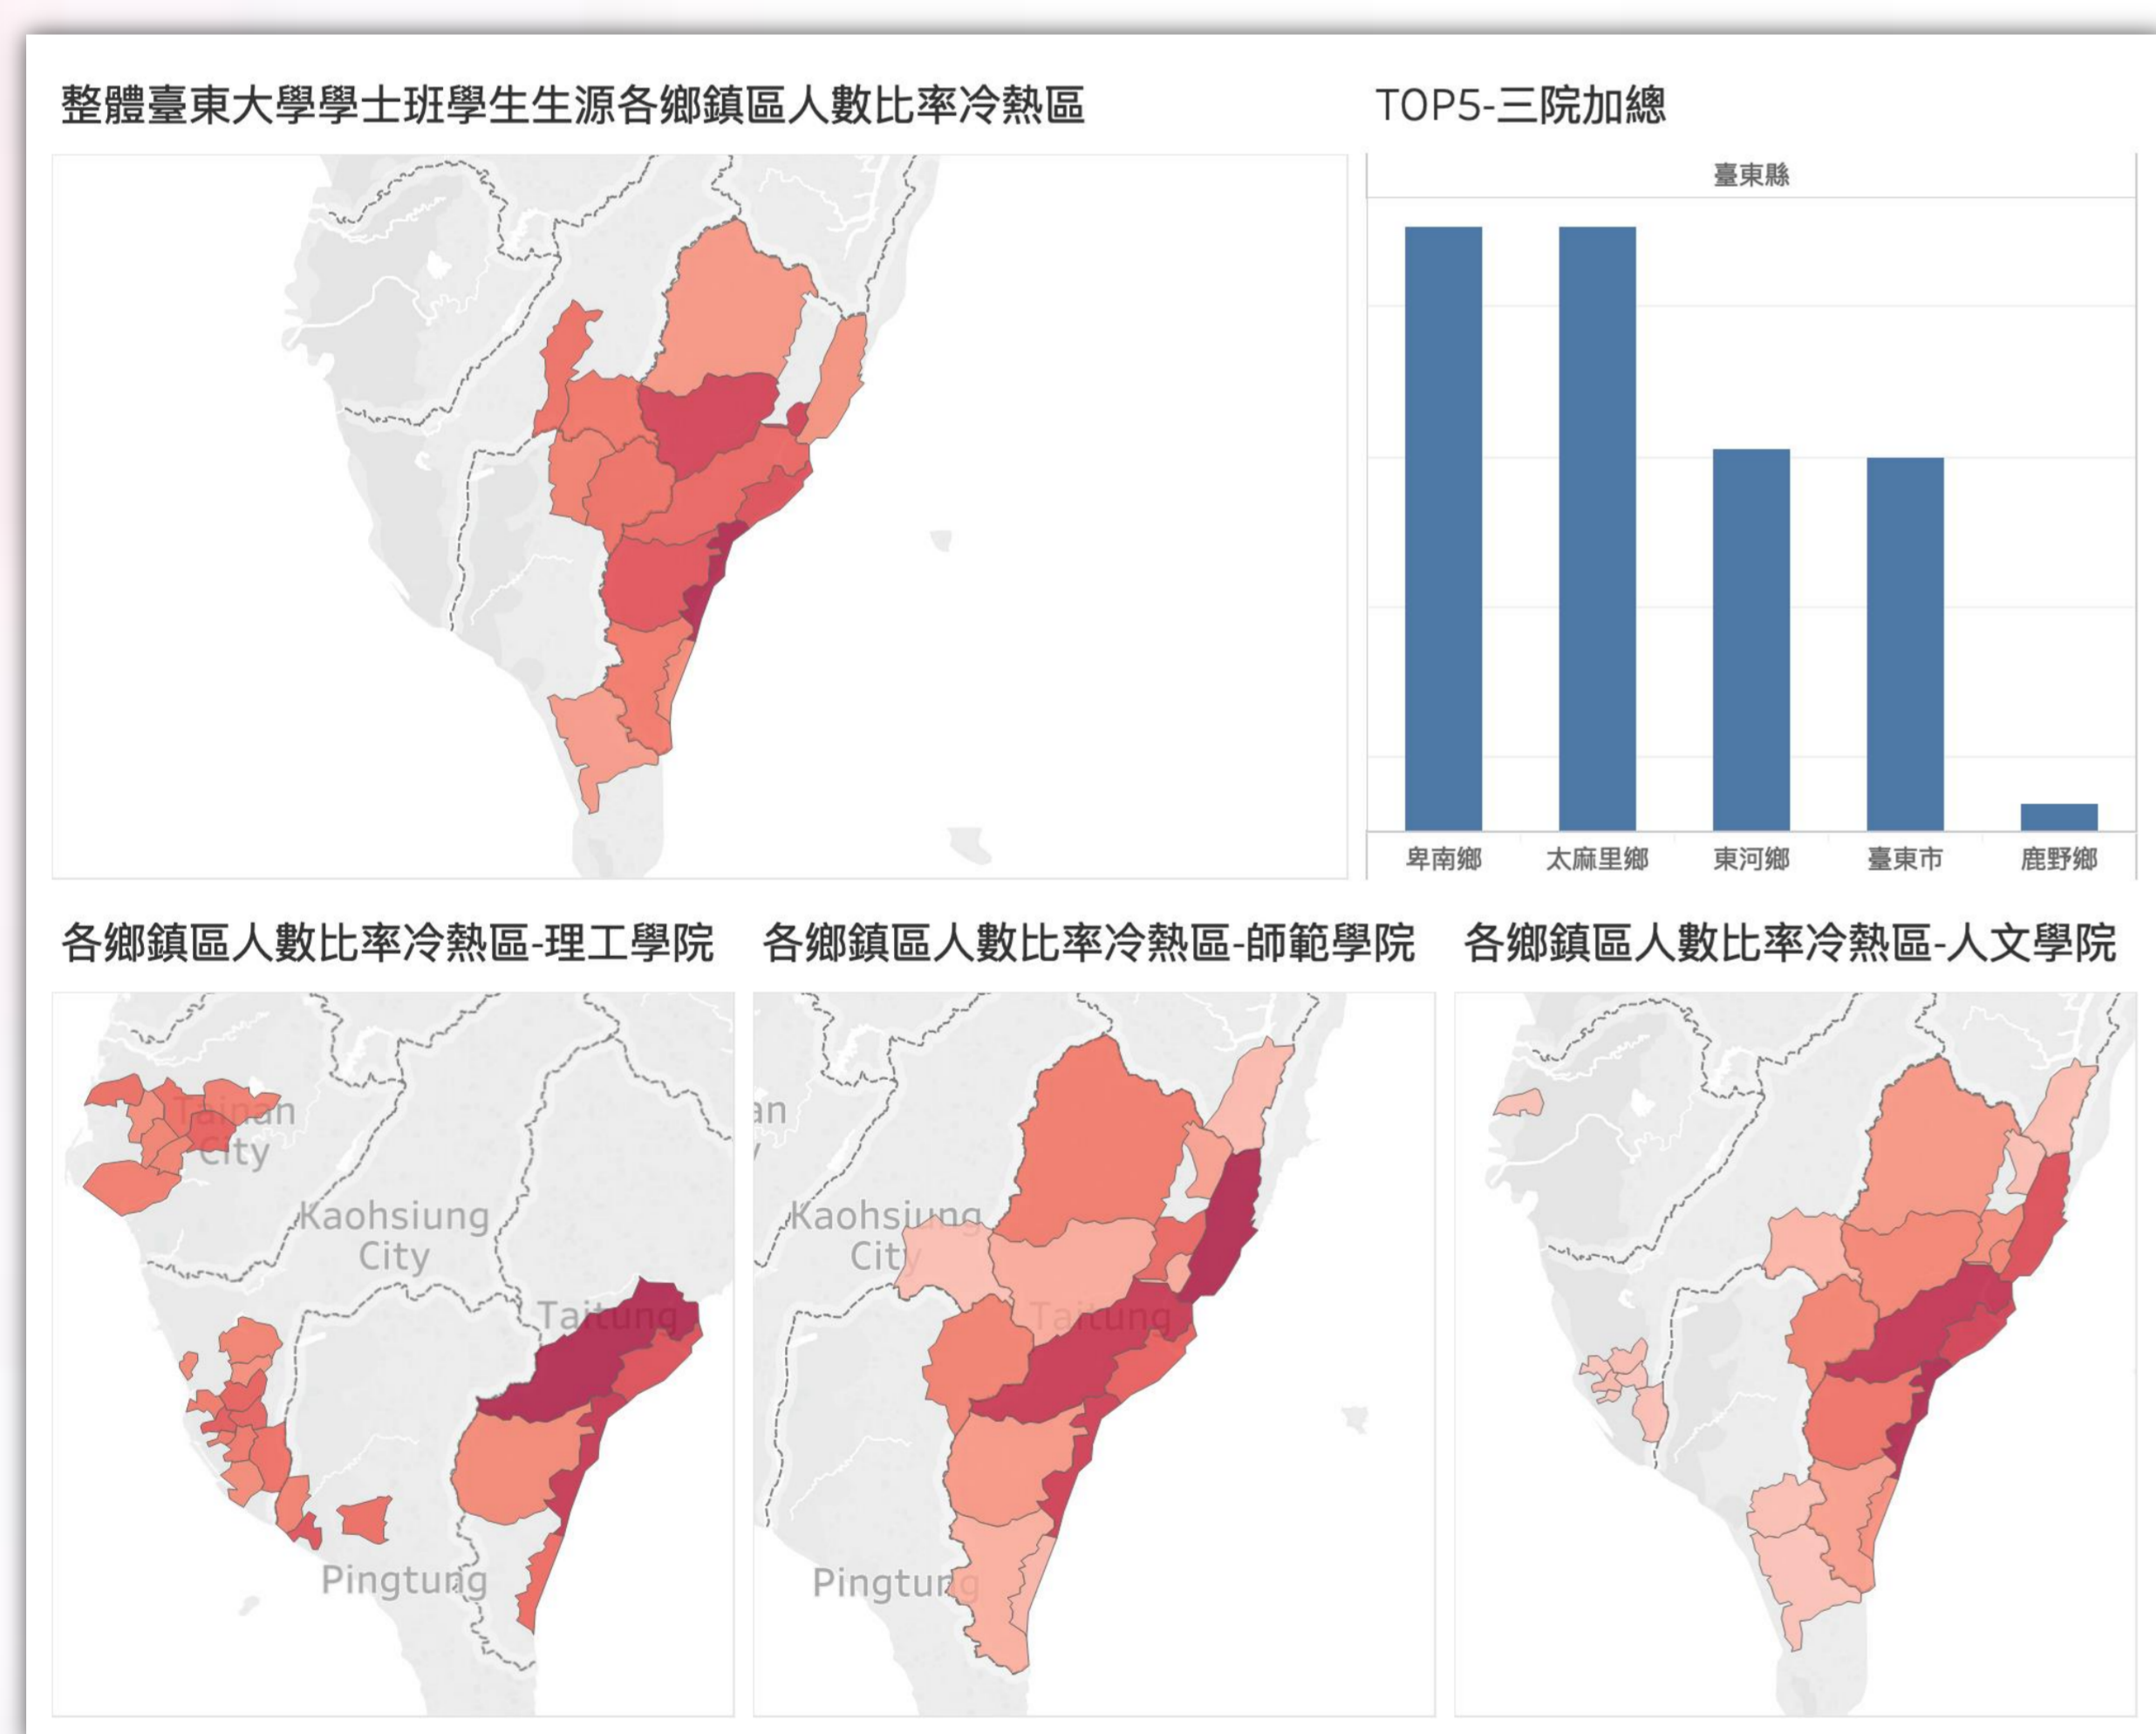 整體臺東大學學士班學生生源各鄉鎮區人數比率冷熱區
TOP5-三院加總
臺東縣
卑南鄉
太麻里鄉
東河鄉
臺東市
鹿野鄉
各鄉鎮區人數比率冷熱區-理工學院
各鄉鎮區人數比率冷熱區-師範學院
各鄉鎮區人數比率冷熱區-人文學院
Tainan
City
Kaohsiung
City
Taitung
Pingtung
an
y
Kaohsiung
City
Taitung
Pingtung